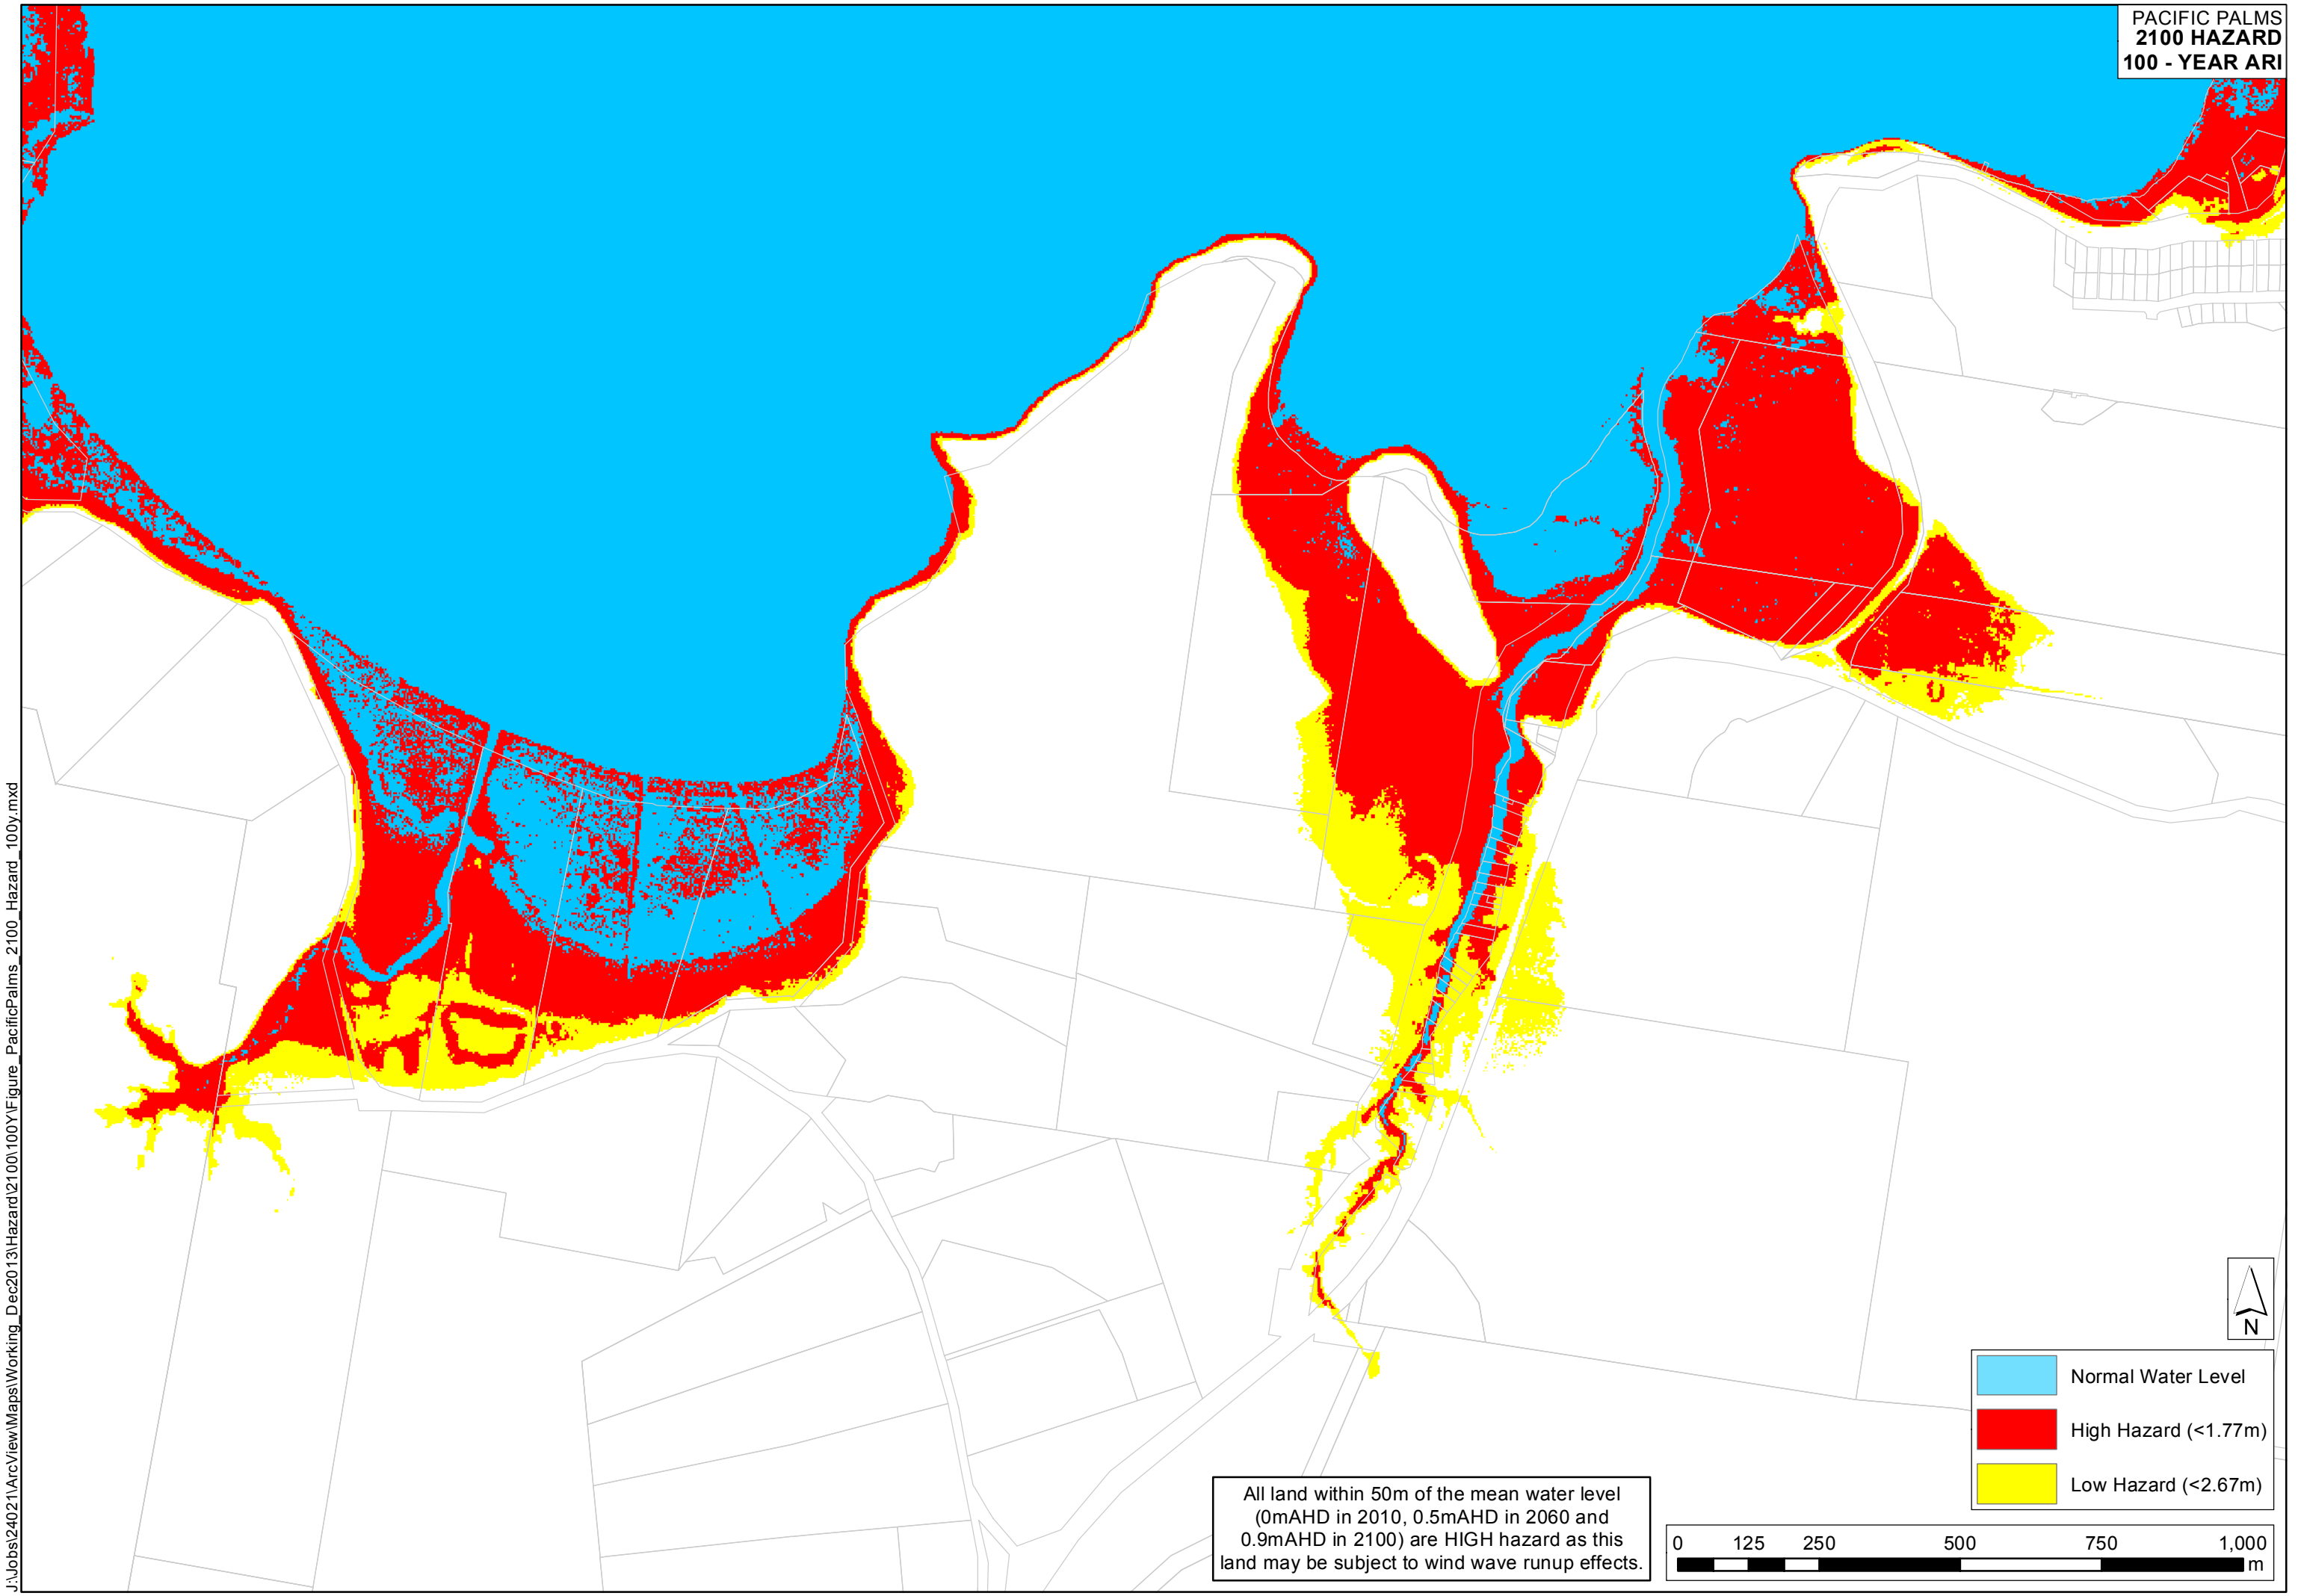 PACIFIC PALMS
2100 HAZARD
100 - YEAR ARI
J:\Jobs\24021\ArcView\Maps\Working_Dec2013\Hazard\2100\100Y\Figure_PacificPalms_2100_Hazard_100y.mxd
N
Normal Water Level
High Hazard (<1.77m)
Low Hazard (<2.67m)
All land within 50m of the mean water level
(0mAHD in 2010, 0.5mAHD in 2060 and
0.9mAHD in 2100) are HIGH hazard as this
land may be subject to wind wave runup effects.
0 125 250 500 750 1,000
m